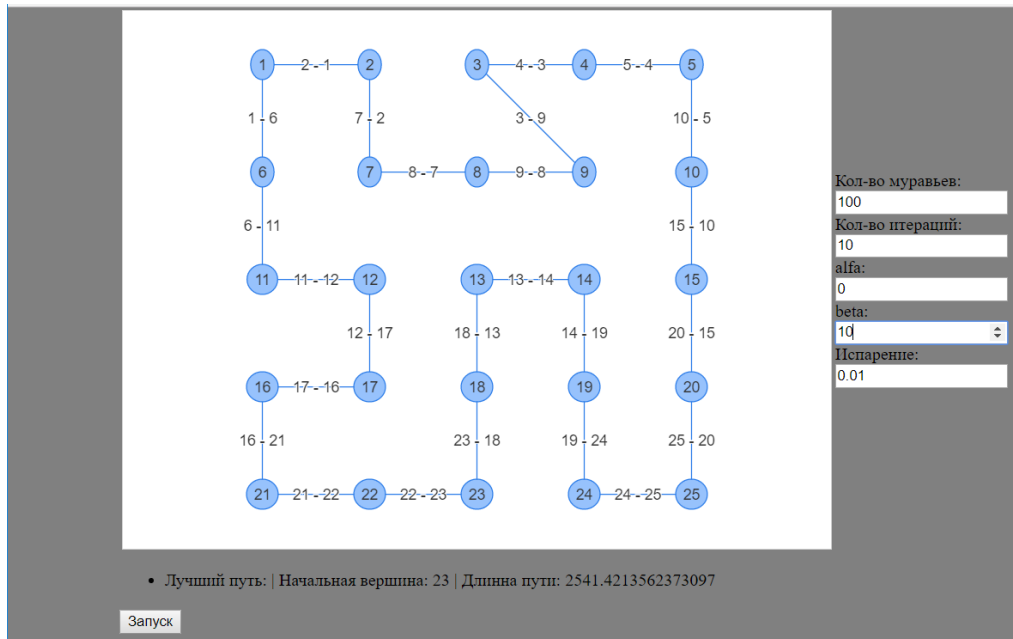 1 2 - 1 2 3 4 - 3 4 5 - 4 5
1 - 6 7 - 2 3 - 9 10 - 5
6 7 8 - 7 8 9 - 8 9 10
Кол-во муравьев:
100
Кол-во итераций:
6 - 11 15 - 10
10
alfa:
11 11 - 12 12 13 13 - 14 14 15
0
beta:
12 - 17 18 - 13 14 - 19 20 - 15
10
Испарение:
0.01
16 17 - 16 17 18 19 20
16 - 21 23 - 18 19 - 24 25 - 20
21 21 - 22 22 22 - 23 23 24 24 - 25 25
• Лучший путь: | Начальная вершина: 23 | Длинна пути: 2541.4213562373097
Запуск